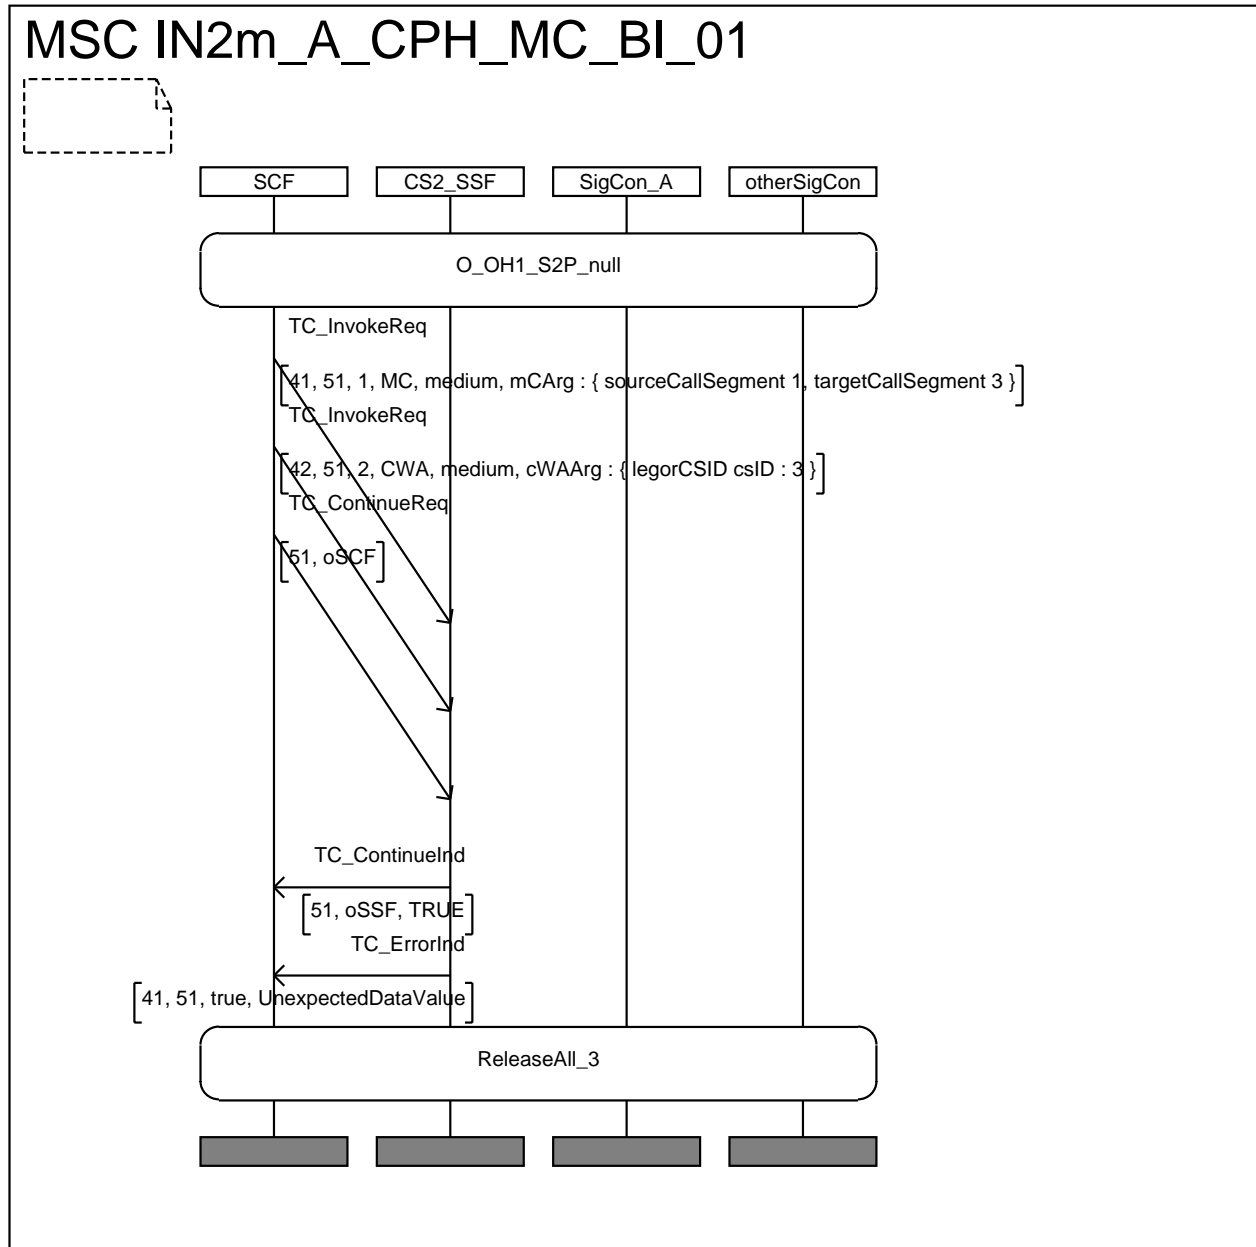 MSC IN2m_A_CPH_MC_BI_01
SCF
CS2_SSF
SigCon_A
otherSigCon
O_OH1_S2P_null
TC_InvokeReq
41, 51, 1, MC, medium, mCArg : { sourceCallSegment 1, targetCallSegment 3 }
TC_InvokeReq
42, 51, 2, CWA, medium, cWAArg : { legorCSID csID : 3 }
TC_ContinueReq
51, oSCF
TC_ContinueInd
51, oSSF, TRUE
TC_ErrorInd
41, 51, true, UnexpectedDataValue
ReleaseAll_3